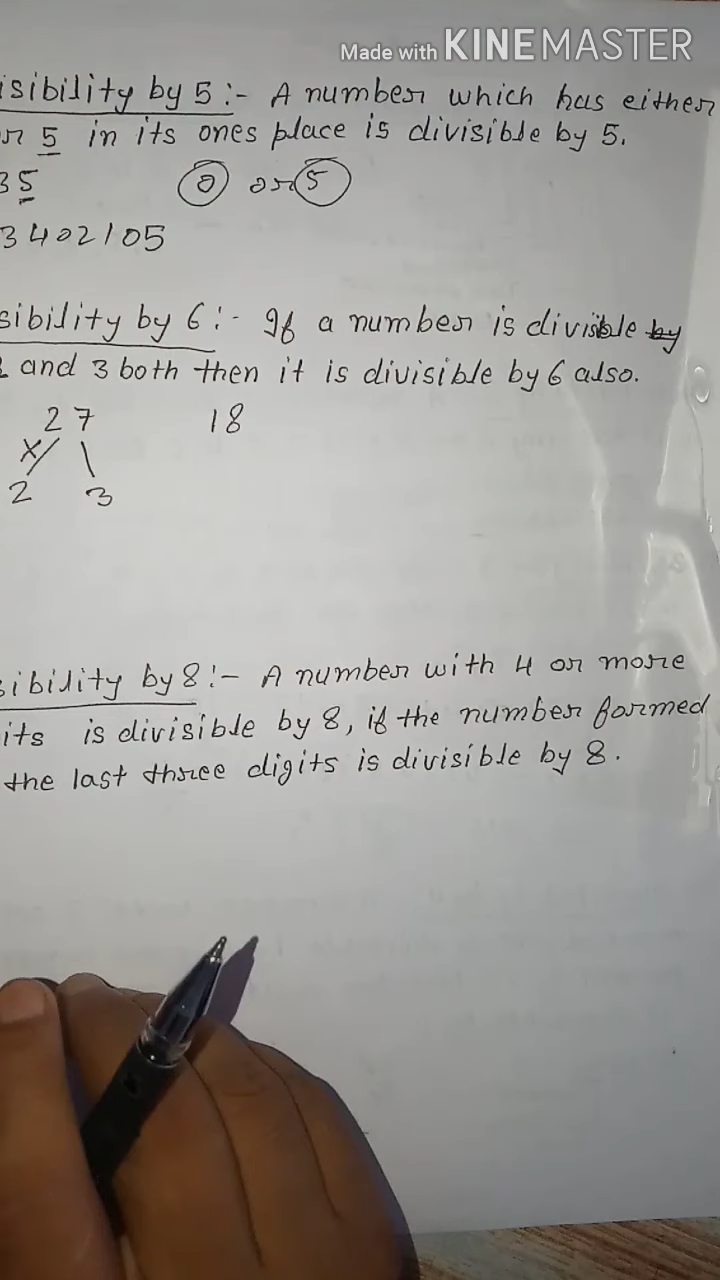 Made with KINEMASTER
isibility by 5 :- A number which has either
or 5 in its ones place is divisible by 5.
35 0 or 5
3402105
sibility by 6 :- If a number is divisible by
2 and 3 both then it is divisible by 6 also.
27 18
2 3
sibility by 8 :- A number with 4 or more
its is divisible by 8, if the number formed
the last three digits is divisible by 8.